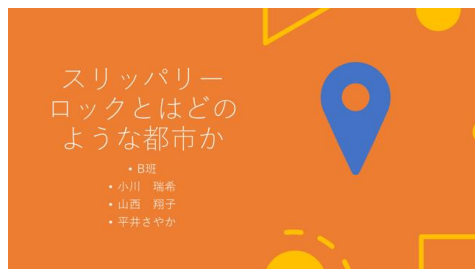 スリッパリー
ロックとはどの
ような都市か
• B班
• 小川　瑞希
• 山西　翔子
• 平井さやか